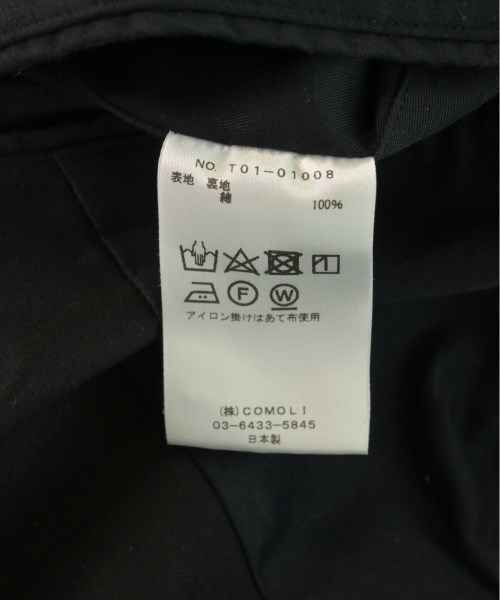 NO. T01-01008
表地 裏地
綿 100%
F W
アイロン掛けはあて布使用
(株)COMOLI
03-6433-5845
日本製